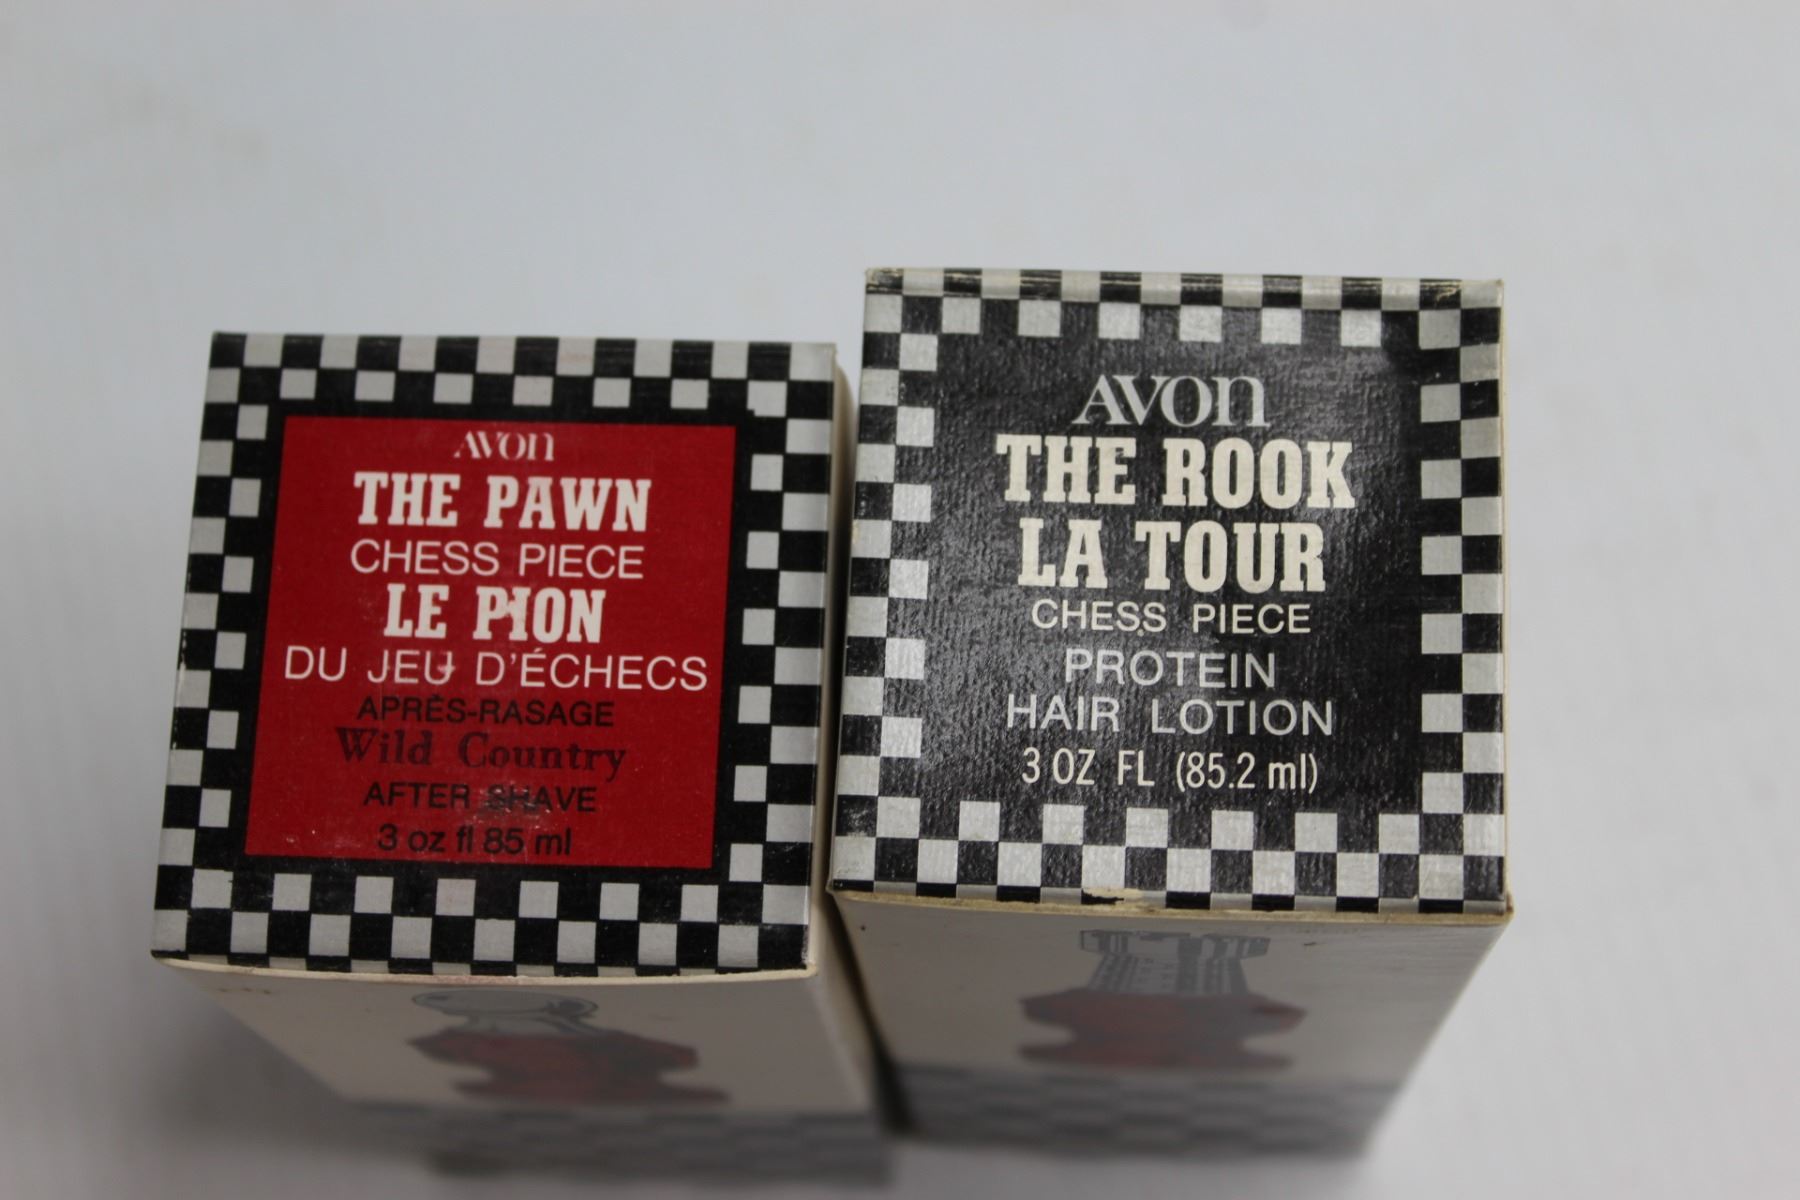 AVON
THE PAWN
CHESS PIECE
LE PION
DU JEU D'ÉCHECS
APRÈS-RASAGE
Wild Country
AFTER SHAVE
3 oz fl 85 ml
AVON
THE ROOK
LA TOUR
CHESS PIECE
PROTEIN
HAIR LOTION
3 OZ FL (85.2 ml)